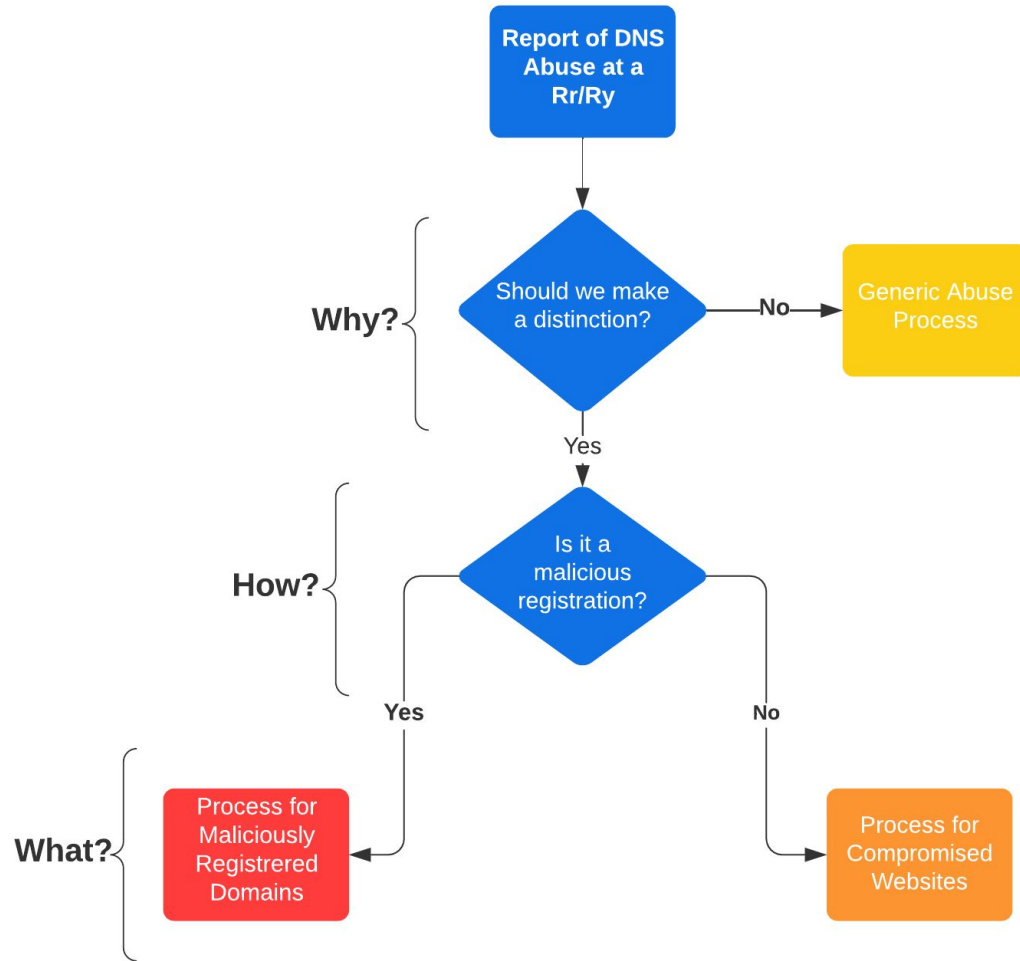 Report of DNS
Abuse at a
Rr/Ry
Why?
Should we make
a distinction?
No
Generic Abuse
Process
Yes
How?
Is it a
malicious
registration?
Yes
No
What?
Process for
Maliciously
Registrered
Domains
Process for
Compromised
Websites